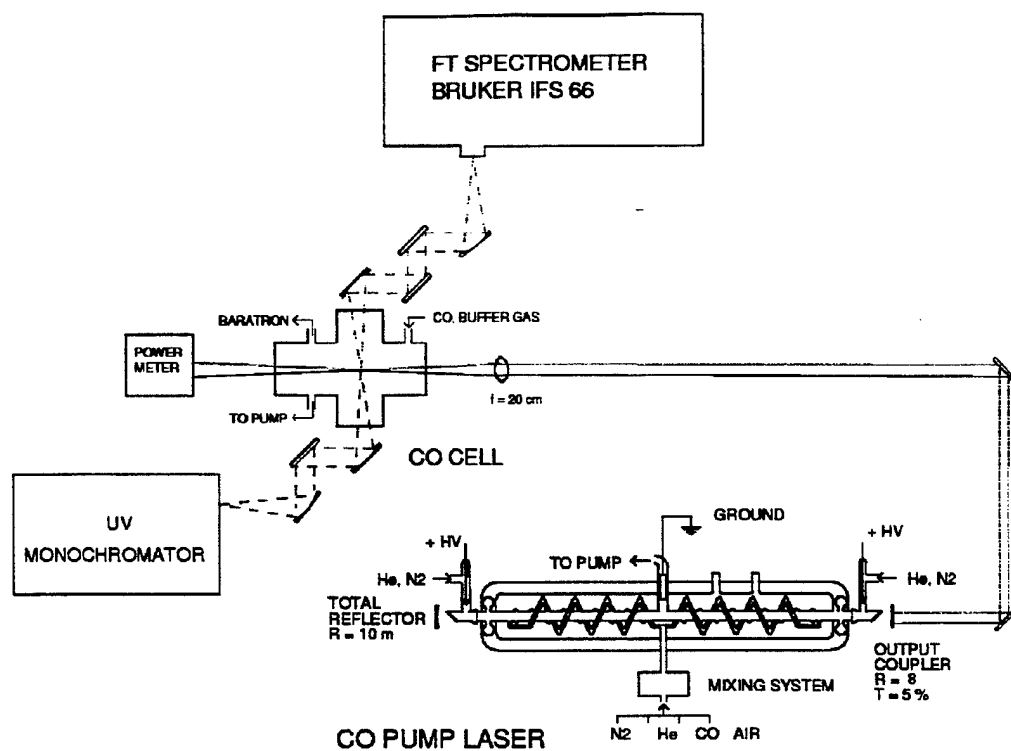 FT SPECTROMETER
BRUKER IFS 66
BARATRON
CO, BUFFER GAS
POWER
METER
f = 20 cm
TO PUMP
CO CELL
UV
MONOCHROMATOR
GROUND
+ HV
+ HV
TO PUMP
He, N2
He, N2
TOTAL
REFLECTOR
R = 10 m
OUTPUT
COUPLER
R = 8
T = 5 %
MIXING SYSTEM
N2 He CO AIR
CO PUMP LASER